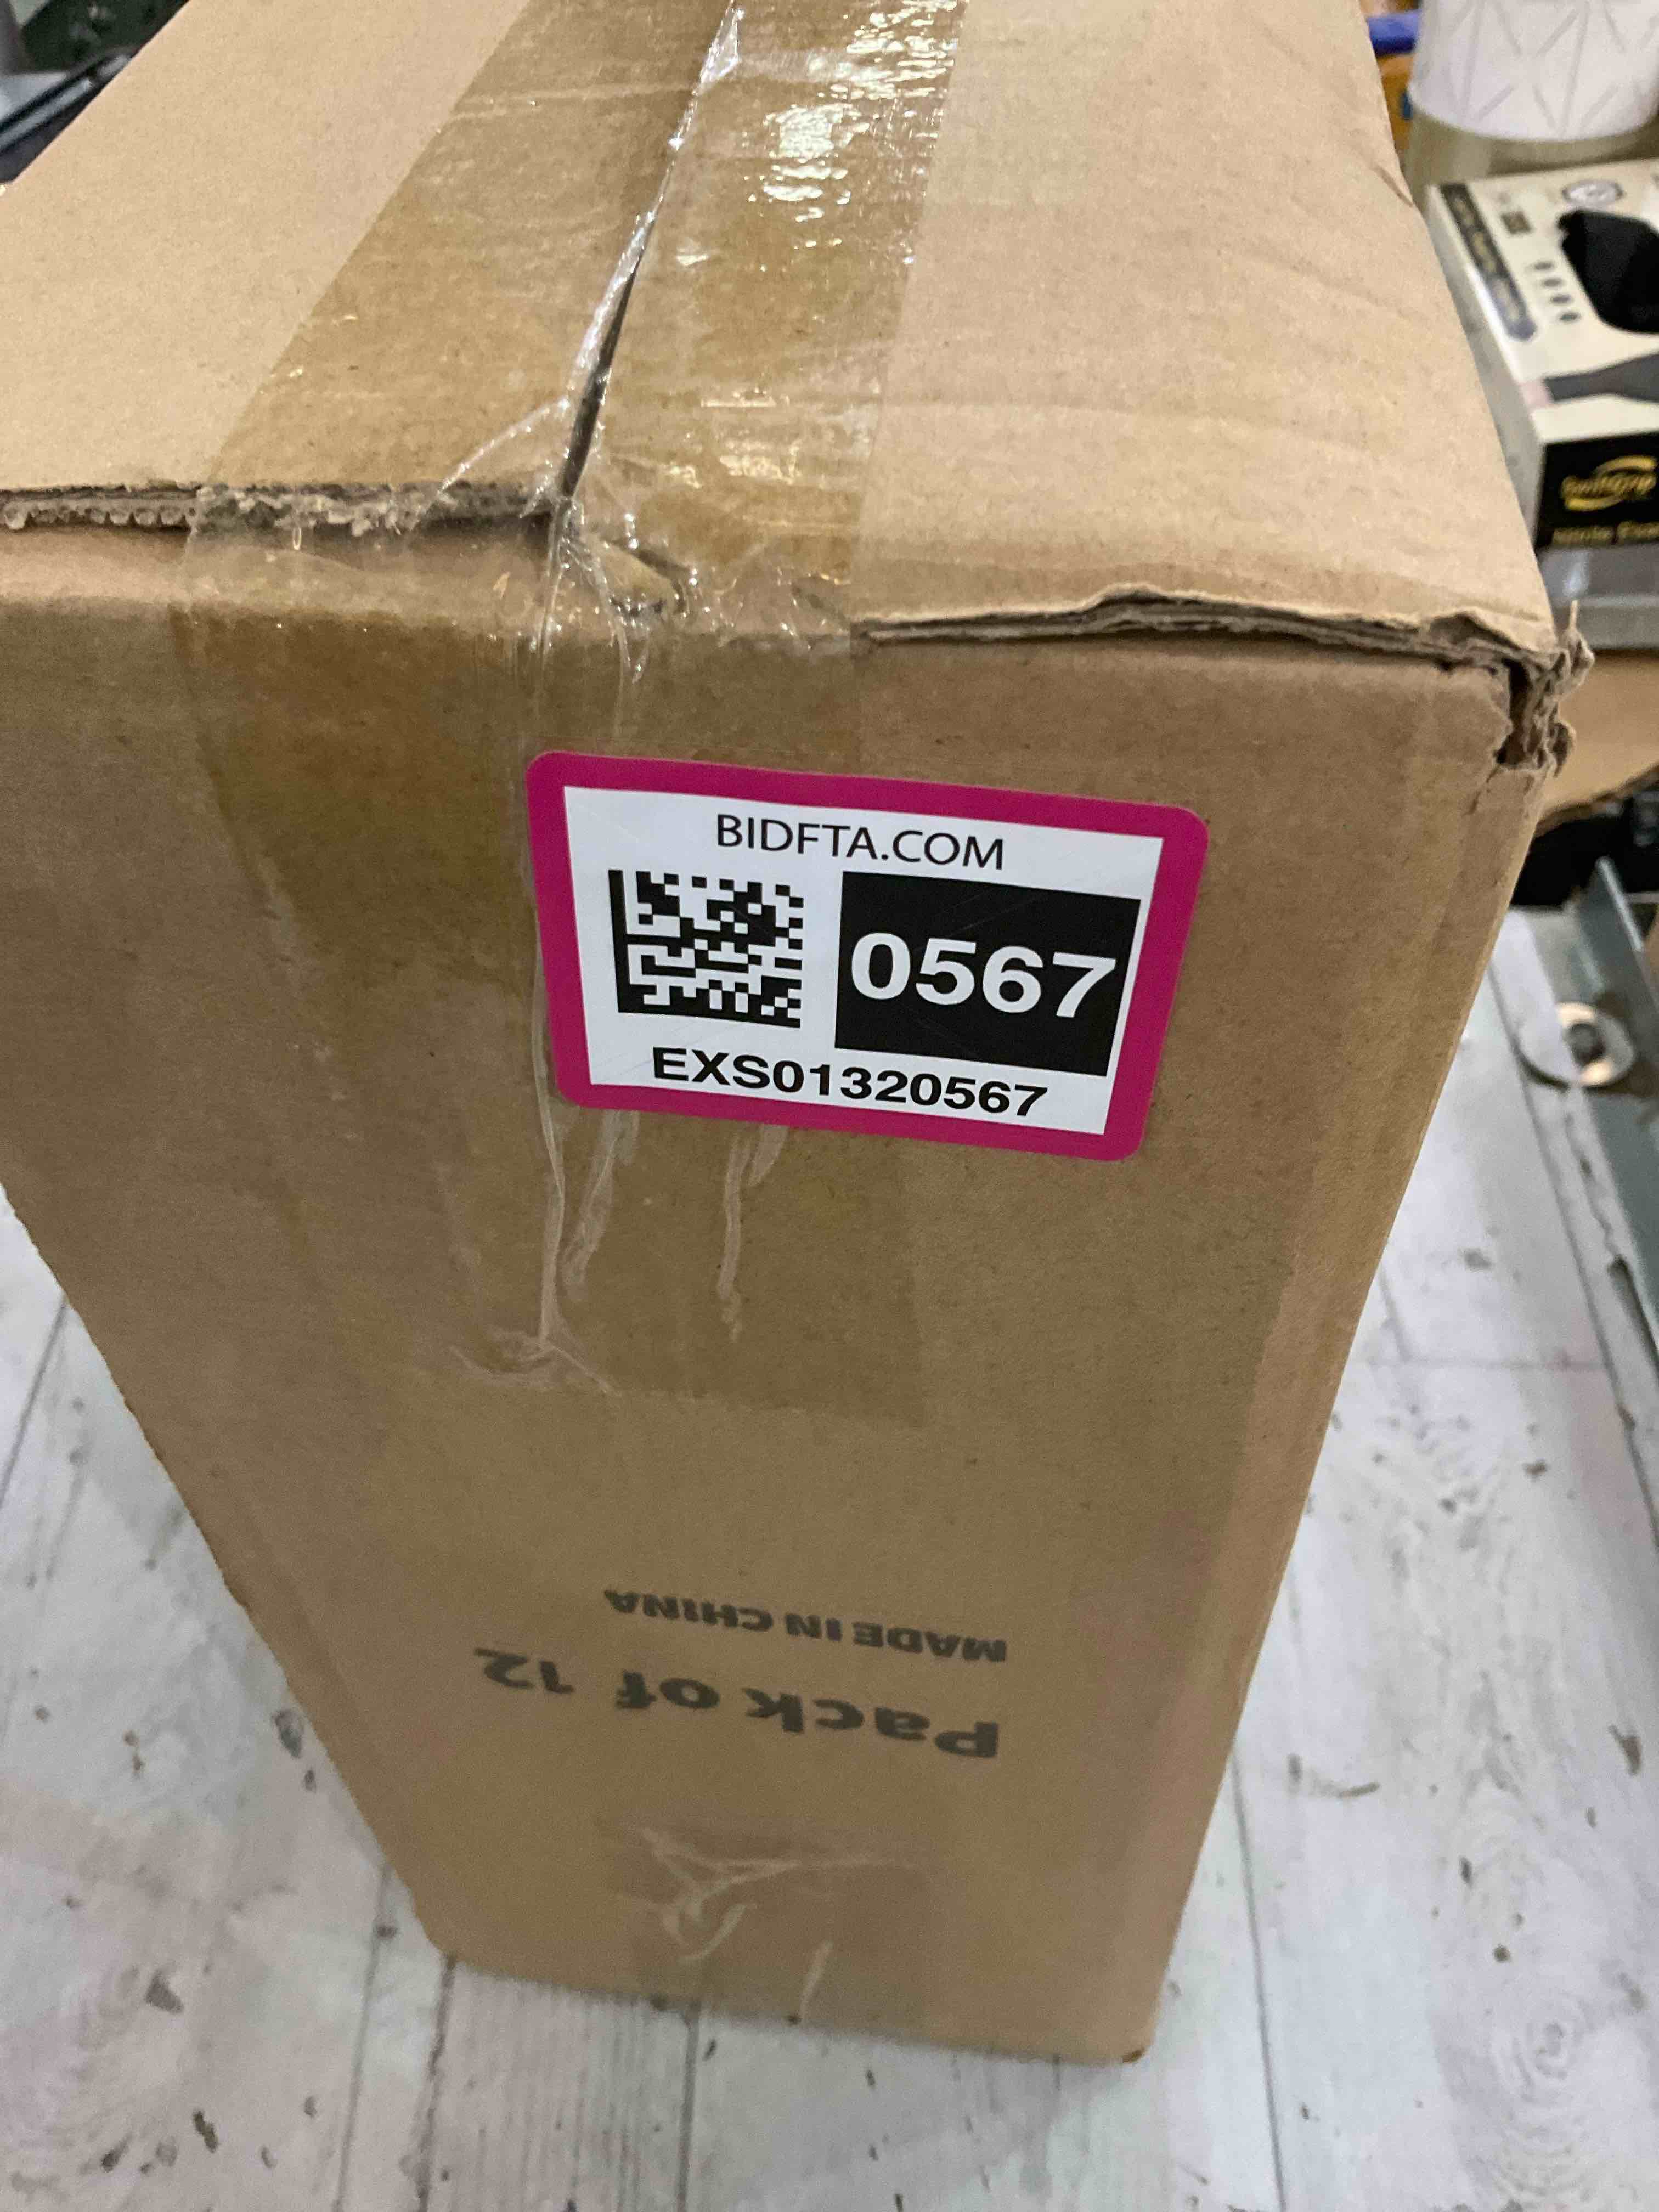 BIDFTA.COM
0567
EXS01320567
Pack of 12
MADE IN CHINA